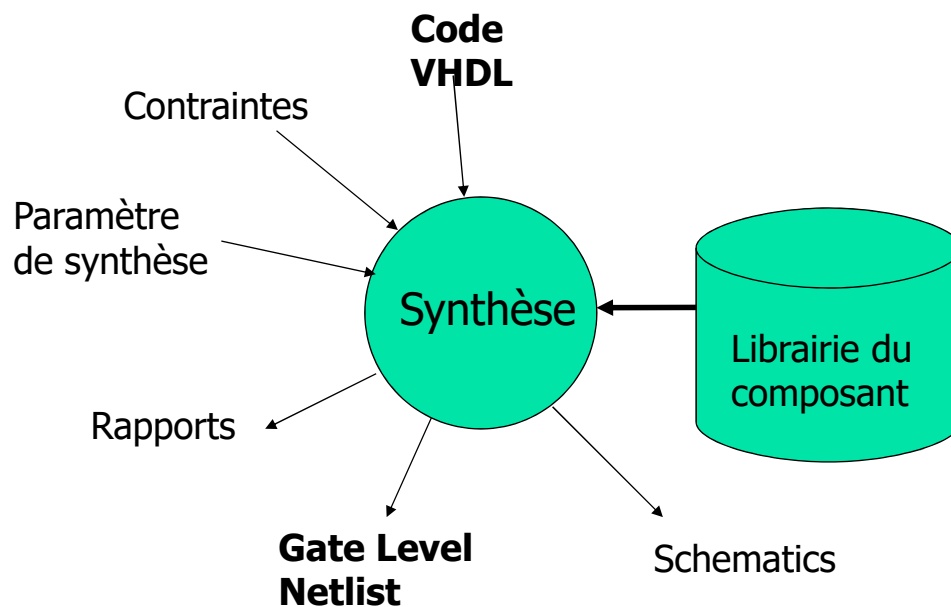 Code
VHDL
Contraintes
Paramètre
de synthèse
Synthèse
Librairie du
composant
Rapports
Gate Level
Netlist
Schematics